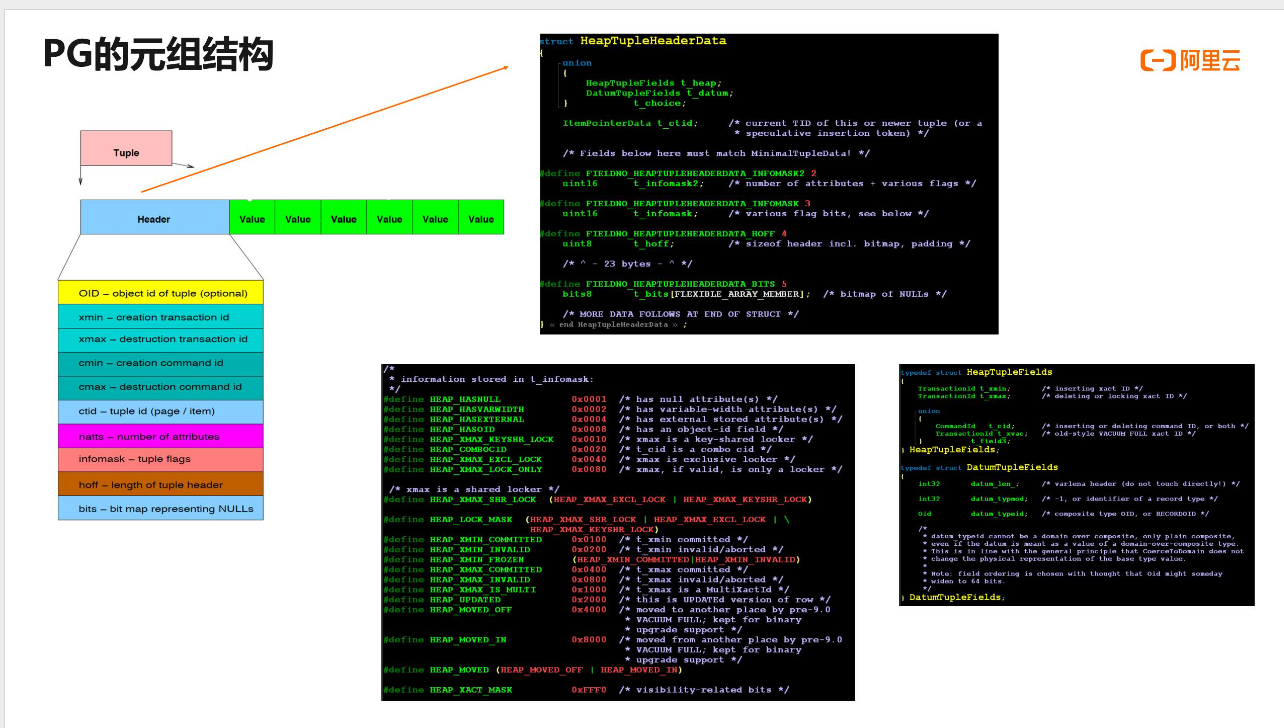 PG的元组结构
阿里云
Tuple
Header Value Value Value Value Value Value
OID – object id of tuple (optional)
xmin – creation transaction id
xmax – destruction transaction id
cmin – creation command id
cmax – destruction command id
ctid – tuple id (page / item)
natts – number of attributes
infomask – tuple flags
hoff – length of tuple header
bits – bit map representing NULLs
struct HeapTupleHeaderData
{
union
{
HeapTupleFields t_heap;
DatumTupleFields t_datum;
} t_choice;
ItemPointerData t_ctid; /* current TID of this or newer tuple (or a
* speculative insertion token) */
/* Fields below here must match MinimalTupleData! */
#define FIELDNO_HEAPTUPLEHEADERDATA_INFOMASK2 2
uint16 t_infomask2; /* number of attributes + various flags */
#define FIELDNO_HEAPTUPLEHEADERDATA_INFOMASK 3
uint16 t_infomask; /* various flag bits, see below */
#define FIELDNO_HEAPTUPLEHEADERDATA_HOFF 4
uint8 t_hoff; /* sizeof header incl. bitmap, padding */
/* ^ - 23 bytes - ^ */
#define FIELDNO_HEAPTUPLEHEADERDATA_BITS 5
bits8 t_bits[FLEXIBLE_ARRAY_MEMBER]; /* bitmap of NULLs */
/* MORE DATA FOLLOWS AT END OF STRUCT */
} « end HeapTupleHeaderData » ;
/*
* information stored in t_infomask:
*/
#define HEAP_HASNULL 0x0001 /* has null attribute(s) */
#define HEAP_HASVARWIDTH 0x0002 /* has variable-width attribute(s) */
#define HEAP_HASEXTERNAL 0x0004 /* has external stored attribute(s) */
#define HEAP_HASOID 0x0008 /* has an object-id field */
#define HEAP_XMAX_KEYSHR_LOCK 0x0010 /* xmax is a key-shared locker */
#define HEAP_COMBOCID 0x0020 /* t_cid is a combo cid */
#define HEAP_XMAX_EXCL_LOCK 0x0040 /* xmax is exclusive locker */
#define HEAP_XMAX_LOCK_ONLY 0x0080 /* xmax, if valid, is only a locker */
/* xmax is a shared locker */
#define HEAP_XMAX_SHR_LOCK (HEAP_XMAX_EXCL_LOCK | HEAP_XMAX_KEYSHR_LOCK)
#define HEAP_LOCK_MASK (HEAP_XMAX_SHR_LOCK | HEAP_XMAX_EXCL_LOCK | \
HEAP_XMAX_KEYSHR_LOCK)
#define HEAP_XMIN_COMMITTED 0x0100 /* t_xmin committed */
#define HEAP_XMIN_INVALID 0x0200 /* t_xmin invalid/aborted */
#define HEAP_XMIN_FROZEN (HEAP_XMIN_COMMITTED|HEAP_XMIN_INVALID)
#define HEAP_XMAX_COMMITTED 0x0400 /* t_xmax committed */
#define HEAP_XMAX_INVALID 0x0800 /* t_xmax invalid/aborted */
#define HEAP_XMAX_IS_MULTI 0x1000 /* t_xmax is a MultiXactId */
#define HEAP_UPDATED 0x2000 /* this is UPDATEd version of row */
#define HEAP_MOVED_OFF 0x4000 /* moved to another place by pre-9.0
* VACUUM FULL; kept for binary
* upgrade support */
#define HEAP_MOVED_IN 0x8000 /* moved from another place by pre-9.0
* VACUUM FULL; kept for binary
* upgrade support */
#define HEAP_MOVED (HEAP_MOVED_OFF | HEAP_MOVED_IN)
#define HEAP_XACT_MASK 0xFFF0 /* visibility-related bits */
typedef struct HeapTupleFields
{
TransactionId t_xmin; /* inserting xact ID */
TransactionId t_xmax; /* deleting or locking xact ID */
union
{
CommandId t_cid; /* inserting or deleting command ID, or both */
TransactionId t_xvac; /* old-style VACUUM FULL xact ID */
} t_field3;
} HeapTupleFields;
typedef struct DatumTupleFields
{
int32 datum_len_; /* varlena header (do not touch directly!) */
int32 datum_typmod; /* -1, or identifier of a record type */
Oid datum_typeid; /* composite type OID, or RECORDOID */
/*
* datum_typeid cannot be a domain over composite, only plain composite,
* even if the datum is meant as a value of a domain-over-composite type.
* This is in line with the general principle that CoerceToDomain does not
* change the physical representation of the base type value.
*
* Note: field ordering is chosen with thought that Oid might someday
* widen to 64 bits.
*/
} DatumTupleFields;